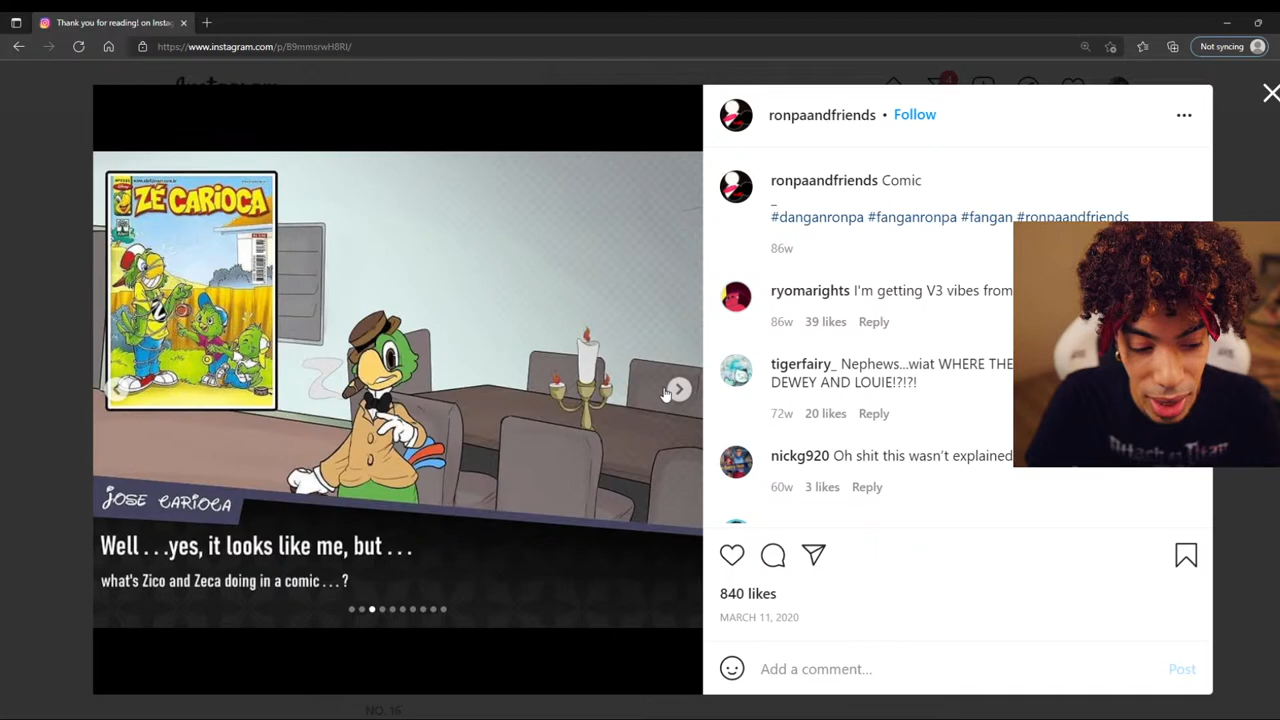 Thank you for reading! on Instag
https://www.instagram.com/p/B9mmsrwH8RI/
Not syncing
4
ZÉ CARIOCA
JOSE CARIOCA
Well . . .yes, it looks like me, but . . .
what's Zico and Zeca doing in a comic . . . ?
ronpaandfriends • Follow
ronpaandfriends Comic
_
#danganronpa #fanganronpa #fangan #ronpaandfriends
86w
ryomarights I'm getting V3 vibes from
86w 39 likes Reply
tigerfairy_ Nephews...wiat WHERE THE
DEWEY AND LOUIE!?!?!
72w 20 likes Reply
nickg920 Oh shit this wasn't explained
60w 3 likes Reply
840 likes
MARCH 11, 2020
Add a comment...
Post
NO. 16